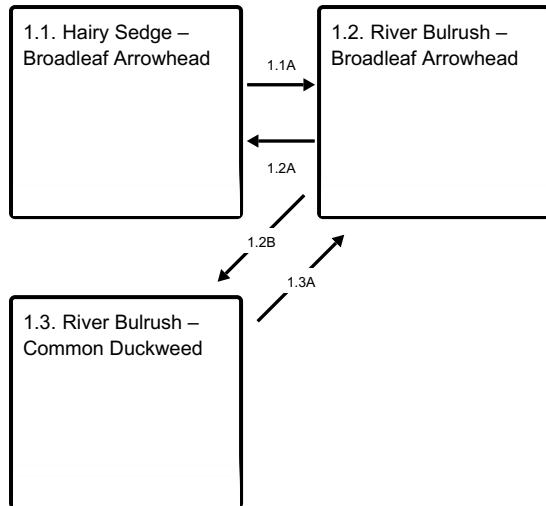 1.1. Hairy Sedge –
Broadleaf Arrowhead
1.2. River Bulrush –
Broadleaf Arrowhead
1.1A
1.2A
1.2B
1.3A
1.3. River Bulrush –
Common Duckweed